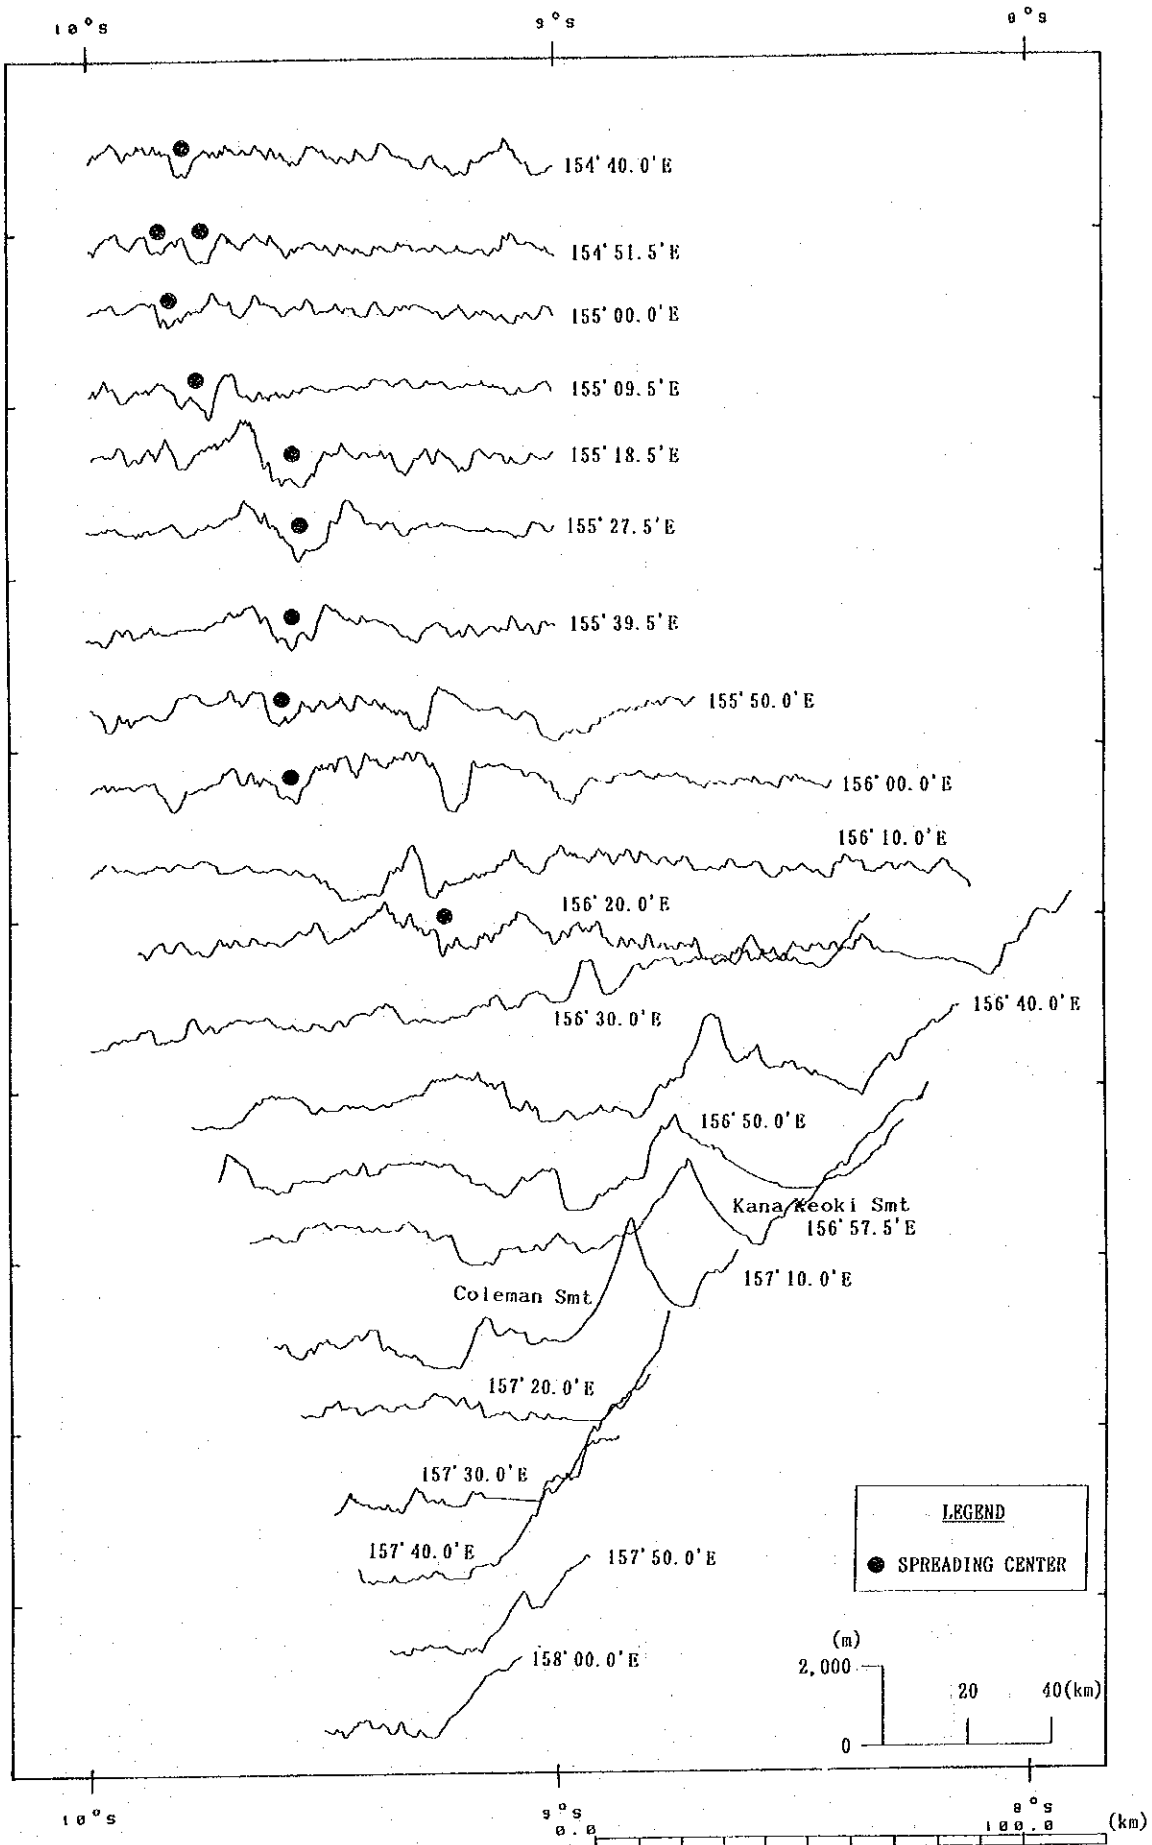 10°S 9°S 8°S
154°40.0'E
154°51.5'E
155°00.0'E
155°09.5'E
155°18.5'E
155°27.5'E
155°39.5'E
155°50.0'E
156°00.0'E
156°10.0'E
156°20.0'E
156°30.0'E
156°40.0'E
156°50.0'E
Kana Keoki Smt
156°57.5'E
157°10.0'E
Coleman Smt
157°20.0'E
157°30.0'E
157°40.0'E
157°50.0'E
158°00.0'E
LEGEND
SPREADING CENTER
(m)
2,000
20 40(km)
0
10°S 9°S 8°S
0.0 100.0 (km)